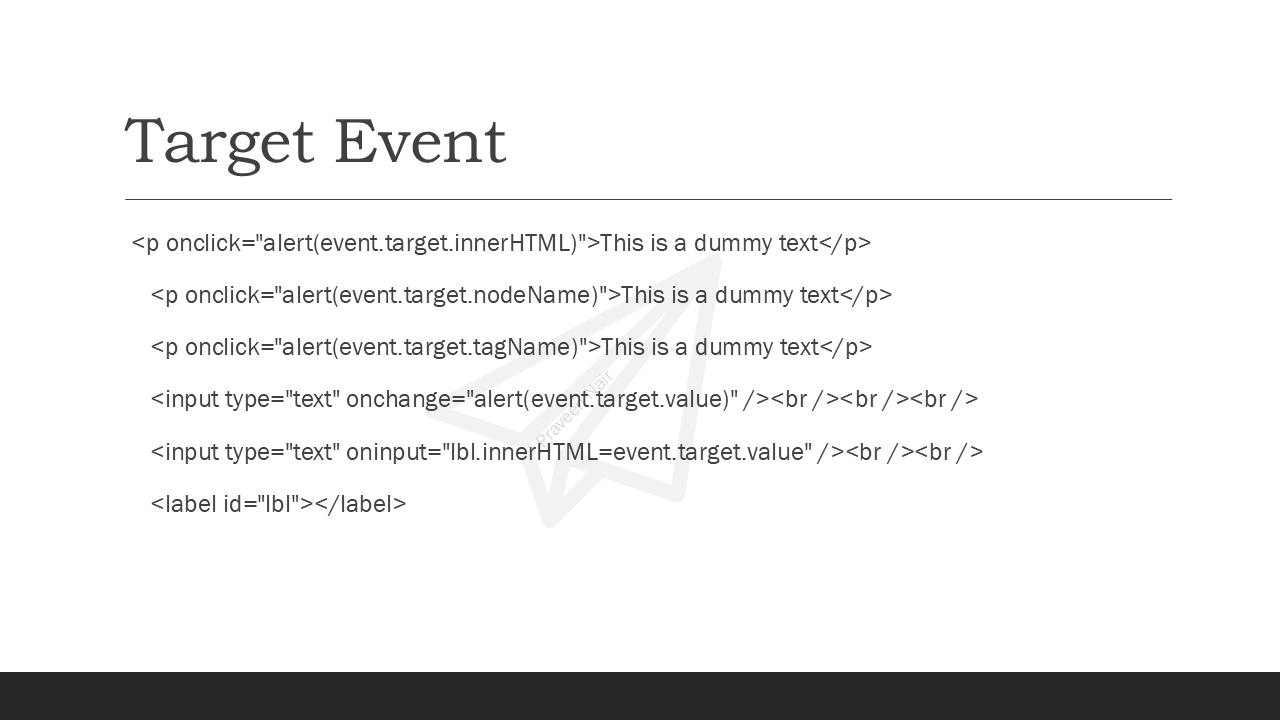 Target Event
<p onclick="alert(event.target.innerHTML)">This is a dummy text</p>
<p onclick="alert(event.target.nodeName)">This is a dummy text</p>
<p onclick="alert(event.target.tagName)">This is a dummy text</p>
<input type="text" onchange="alert(event.target.value)" /><br /><br /><br />
<input type="text" oninput="lbl.innerHTML=event.target.value" /><br /><br />
<label id="lbl"></label>
Praveen Nair